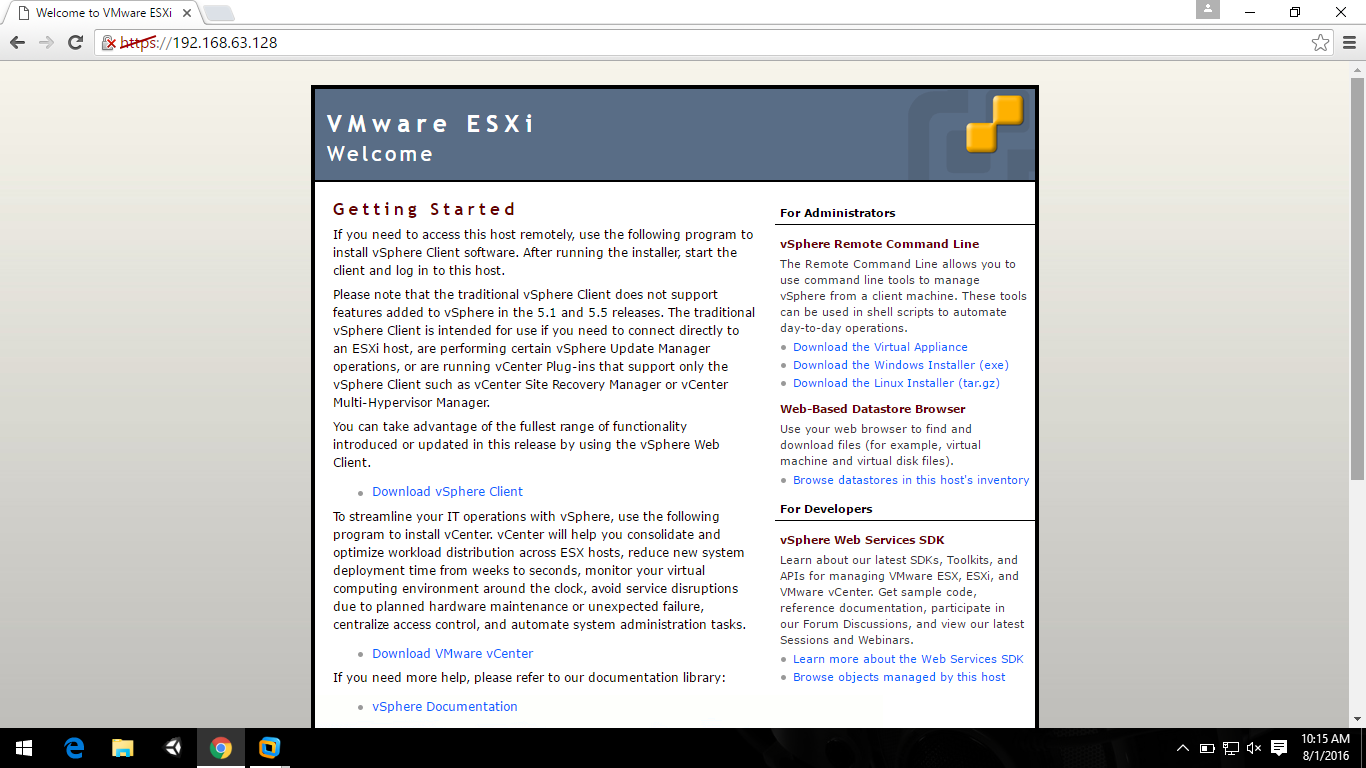 Welcome to VMware ESXi
https://192.168.63.128
VMware ESXi
Welcome
Getting Started
If you need to access this host remotely, use the following program to
install vSphere Client software. After running the installer, start the
client and log in to this host.
Please note that the traditional vSphere Client does not support
features added to vSphere in the 5.1 and 5.5 releases. The traditional
vSphere Client is intended for use if you need to connect directly to
an ESXi host, are performing certain vSphere Update Manager
operations, or are running vCenter Plug-ins that support only the
vSphere Client such as vCenter Site Recovery Manager or vCenter
Multi-Hypervisor Manager.
You can take advantage of the fullest range of functionality
introduced or updated in this release by using the vSphere Web
Client.
Download vSphere Client
To streamline your IT operations with vSphere, use the following
program to install vCenter. vCenter will help you consolidate and
optimize workload distribution across ESX hosts, reduce new system
deployment time from weeks to seconds, monitor your virtual
computing environment around the clock, avoid service disruptions
due to planned hardware maintenance or unexpected failure,
centralize access control, and automate system administration tasks.
Download VMware vCenter
If you need more help, please refer to our documentation library:
vSphere Documentation
For Administrators
vSphere Remote Command Line
The Remote Command Line allows you to
use command line tools to manage
vSphere from a client machine. These tools
can be used in shell scripts to automate
day-to-day operations.
Download the Virtual Appliance
Download the Windows Installer (exe)
Download the Linux Installer (tar.gz)
Web-Based Datastore Browser
Use your web browser to find and
download files (for example, virtual
machine and virtual disk files).
Browse datastores in this host's inventory
For Developers
vSphere Web Services SDK
Learn about our latest SDKs, Toolkits, and
APIs for managing VMware ESX, ESXi, and
VMware vCenter. Get sample code,
reference documentation, participate in
our Forum Discussions, and view our latest
Sessions and Webinars.
Learn more about the Web Services SDK
Browse objects managed by this host
10:15 AM
8/1/2016